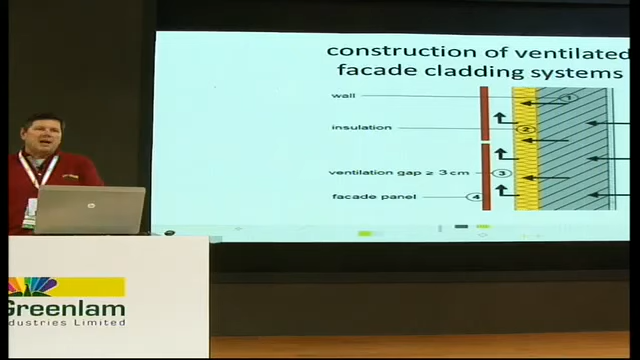 construction of ventilated
facade cladding systems
wall
1
insulation
2
ventilation gap ≥ 3 cm
3
facade panel
4
Greenlam
Industries Limited
hp